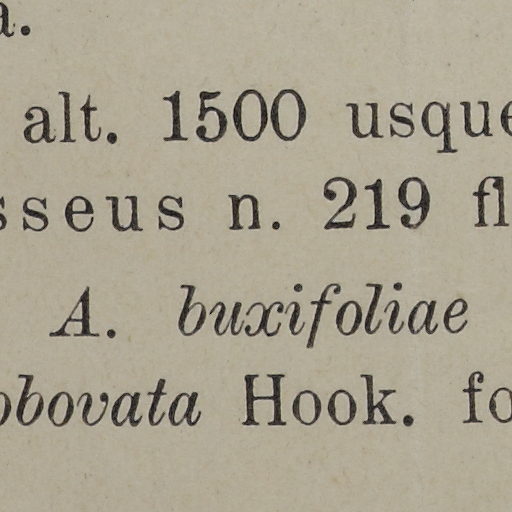 a.
alt. 1500 usque
sseus n. 219 fl
A. buxifoliae
obovata Hook. fo